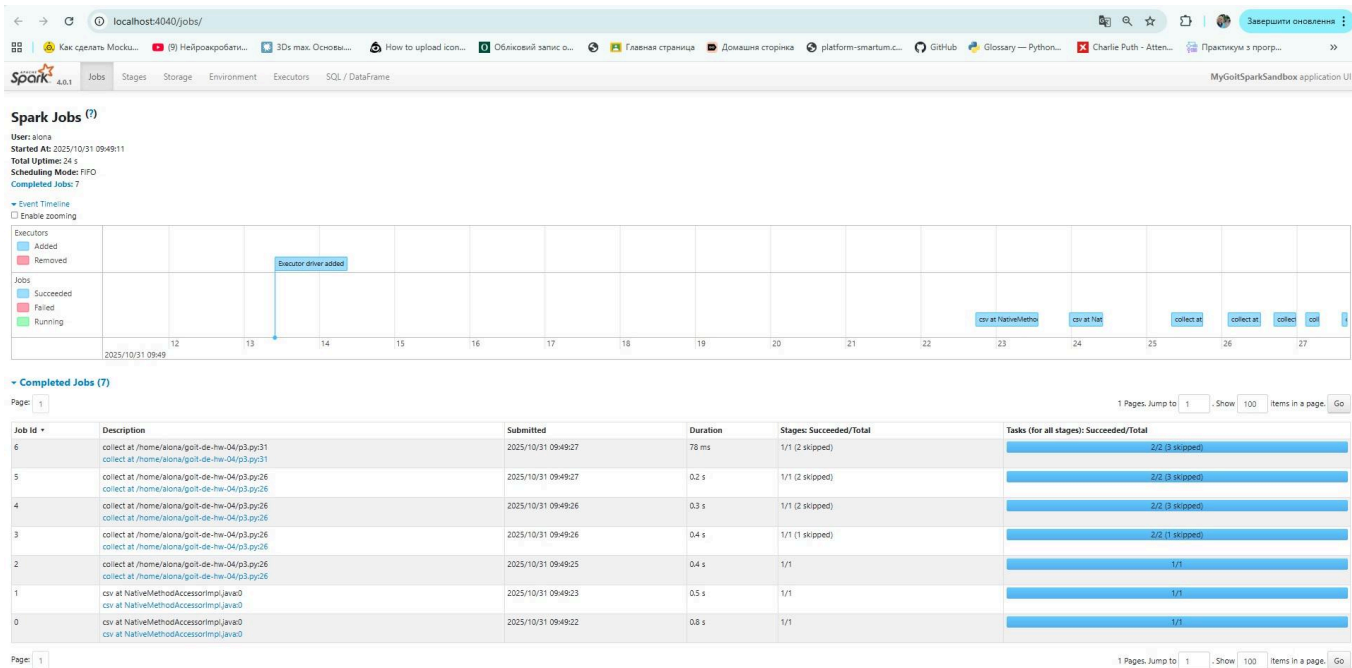 localhost:4040/jobs/
Завершити оновлення
Как сделать Mocku... (9) Нейроакробати... 3Ds max. Основы.... How to upload icon... Обліковий запис о... Главная страница Домашня сторінка platform-smartum.c... GitHub Glossary — Python... Charlie Puth - Atten... Практикум з прогр... »
APACHE Spark 4.0.1 Jobs Stages Storage Environment Executors SQL / DataFrame MyGoitSparkSandbox application UI
Spark Jobs (?)
User: alona
Started At: 2025/10/31 09:49:11
Total Uptime: 24 s
Scheduling Mode: FIFO
Completed Jobs: 7
Event Timeline
Enable zooming
Executors
Added
Removed
Executor driver added
Jobs
Succeeded
Failed
Running
csv at NativeMetho csv at Nat collect at collect at collect coll c
12 13 14 15 16 17 18 19 20 21 22 23 24 25 26 27
2025/10/31 09:49
Completed Jobs (7)
Page: 1 1 Pages. Jump to 1 . Show 100 items in a page. Go
Job Id Description Submitted Duration Stages: Succeeded/Total Tasks (for all stages): Succeeded/Total
6 collect at /home/alona/goit-de-hw-04/p3.py:31 2025/10/31 09:49:27 78 ms 1/1 (2 skipped) 2/2 (3 skipped)
collect at /home/alona/goit-de-hw-04/p3.py:31
5 collect at /home/alona/goit-de-hw-04/p3.py:26 2025/10/31 09:49:27 0.2 s 1/1 (2 skipped) 2/2 (3 skipped)
collect at /home/alona/goit-de-hw-04/p3.py:26
4 collect at /home/alona/goit-de-hw-04/p3.py:26 2025/10/31 09:49:26 0.3 s 1/1 (2 skipped) 2/2 (3 skipped)
collect at /home/alona/goit-de-hw-04/p3.py:26
3 collect at /home/alona/goit-de-hw-04/p3.py:26 2025/10/31 09:49:26 0.4 s 1/1 (1 skipped) 2/2 (1 skipped)
collect at /home/alona/goit-de-hw-04/p3.py:26
2 collect at /home/alona/goit-de-hw-04/p3.py:26 2025/10/31 09:49:25 0.4 s 1/1 1/1
collect at /home/alona/goit-de-hw-04/p3.py:26
1 csv at NativeMethodAccessorImpl.java:0 2025/10/31 09:49:23 0.5 s 1/1 1/1
csv at NativeMethodAccessorImpl.java:0
0 csv at NativeMethodAccessorImpl.java:0 2025/10/31 09:49:22 0.8 s 1/1 1/1
csv at NativeMethodAccessorImpl.java:0
Page: 1 1 Pages. Jump to 1 . Show 100 items in a page. Go